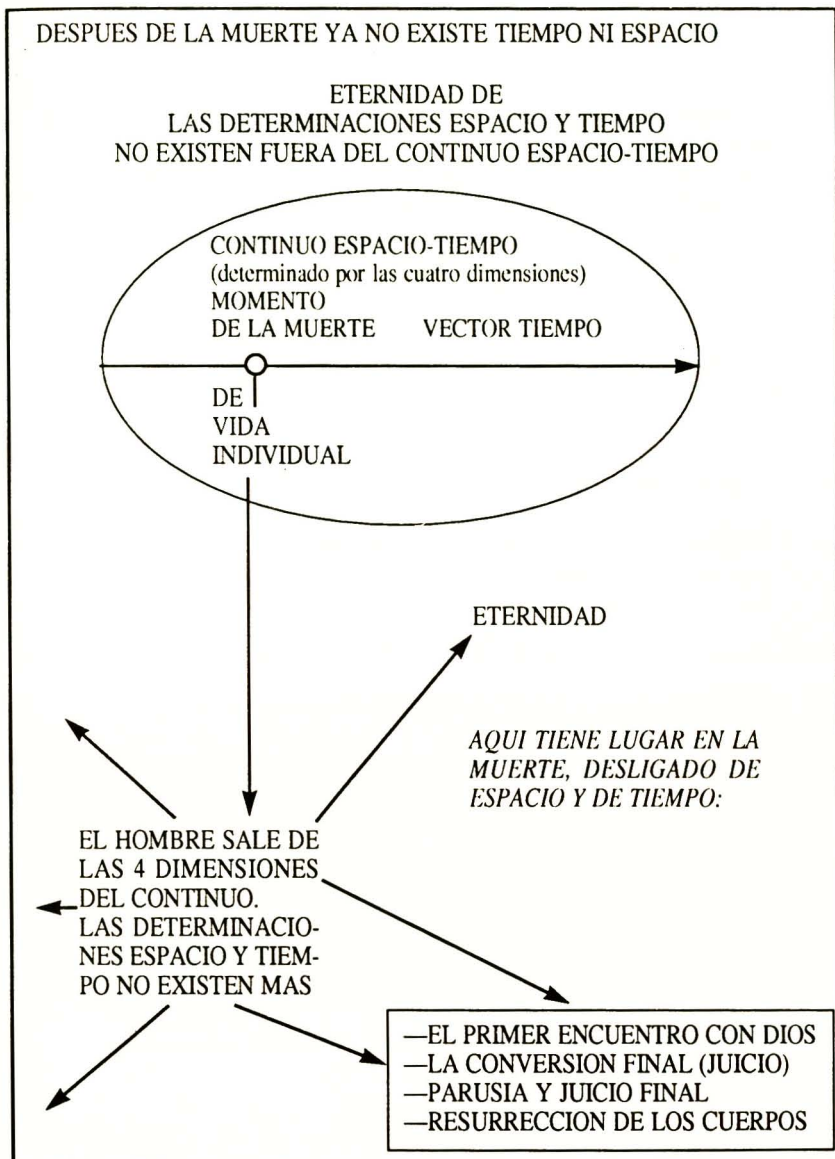 DESPUES DE LA MUERTE YA NO EXISTE TIEMPO NI ESPACIO
ETERNIDAD DE
LAS DETERMINACIONES ESPACIO Y TIEMPO
NO EXISTEN FUERA DEL CONTINUO ESPACIO-TIEMPO
CONTINUO ESPACIO-TIEMPO
(determinado por las cuatro dimensiones)
MOMENTO
DE LA MUERTE VECTOR TIEMPO
DE
VIDA
INDIVIDUAL
ETERNIDAD
AQUI TIENE LUGAR EN LA
MUERTE, DESLIGADO DE
ESPACIO Y DE TIEMPO:
EL HOMBRE SALE DE
LAS 4 DIMENSIONES
DEL CONTINUO.
LAS DETERMINACIO-
NES ESPACIO Y TIEM-
PO NO EXISTEN MAS
—EL PRIMER ENCUENTRO CON DIOS
—LA CONVERSION FINAL (JUICIO)
—PARUSIA Y JUICIO FINAL
—RESURRECCION DE LOS CUERPOS